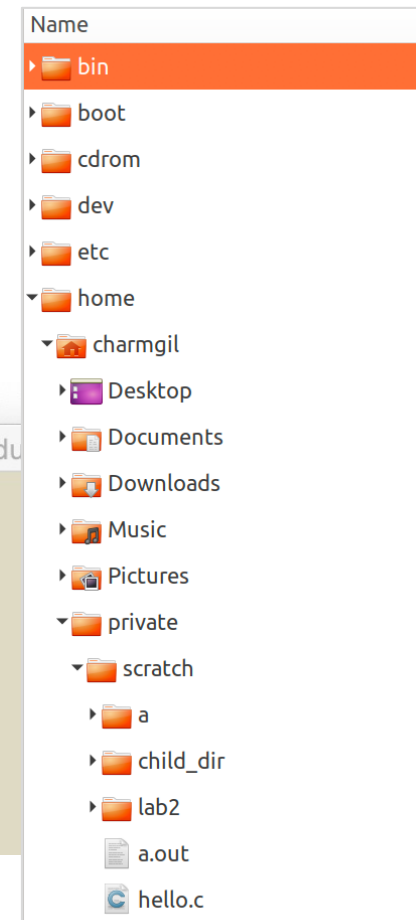 Name
bin
boot
cdrom
dev
etc
home
charmgil
Desktop
Documents
du
Downloads
Music
Pictures
private
scratch
a
child_dir
lab2
a.out
hello.c